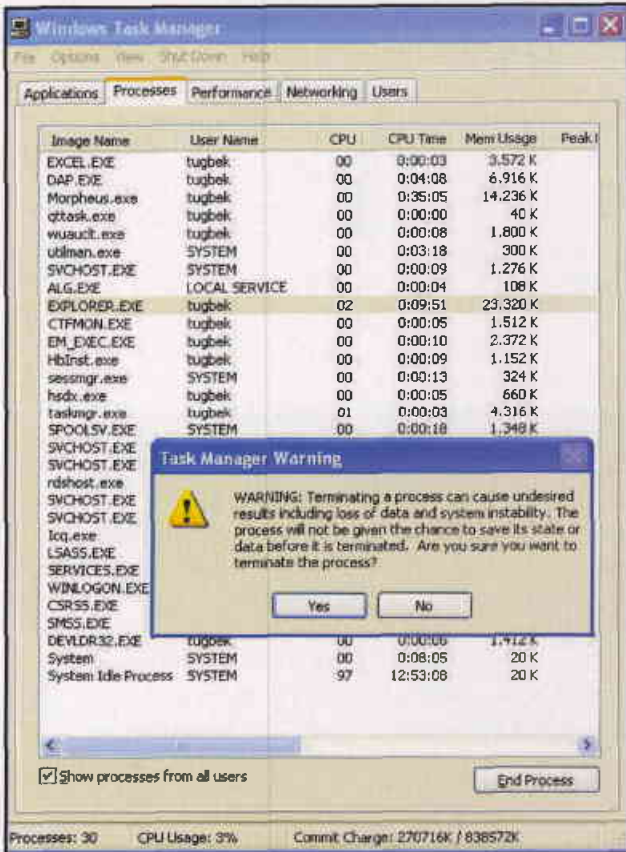 Windows Task Manager
File Options View Shut Down Help
Applications Processes Performance Networking Users
Image Name User Name CPU CPU Time Mem Usage Peak
EXCEL.EXE tugbek 00 0:00:03 3.572 K
DAP.EXE tugbek 00 0:04:08 6.916 K
Morpheus.exe tugbek 00 0:35:05 14.236 K
qttask.exe tugbek 00 0:00:00 40 K
wuauclt.exe tugbek 00 0:00:08 1.800 K
utilman.exe SYSTEM 00 0:03:18 300 K
SVCHOST.EXE SYSTEM 00 0:00:09 1.276 K
ALG.EXE LOCAL SERVICE 00 0:00:04 108 K
EXPLORER.EXE tugbek 02 0:09:51 23.320 K
CTFMON.EXE tugbek 00 0:00:05 1.512 K
EM_EXEC.EXE tugbek 00 0:00:10 2.372 K
HbInst.exe tugbek 00 0:00:09 1.152 K
sessmgr.exe SYSTEM 00 0:00:13 324 K
hsdx.exe tugbek 00 0:00:05 660 K
taskmgr.exe tugbek 01 0:00:03 4.316 K
SPOOLSV.EXE SYSTEM 00 0:00:18 1.348 K
SVCHOST.EXE
SVCHOST.EXE
rdshost.exe
SVCHOST.EXE
SVCHOST.EXE
Icq.exe
LSASS.EXE
SERVICES.EXE
WINLOGON.EXE
CSRSS.EXE
SMSS.EXE
DEVLDR32.EXE tugbek 00 0:00:06 1.412 K
System SYSTEM 00 0:08:05 20 K
System Idle Process SYSTEM 97 12:53:08 20 K
Task Manager Warning
WARNING: Terminating a process can cause undesired
results including loss of data and system instability. The
process will not be given the chance to save its state or
data before it is terminated. Are you sure you want to
terminate the process?
Yes No
Show processes from all users
End Process
Processes: 30 CPU Usage: 3% Commit Charge: 270716K / 838572K